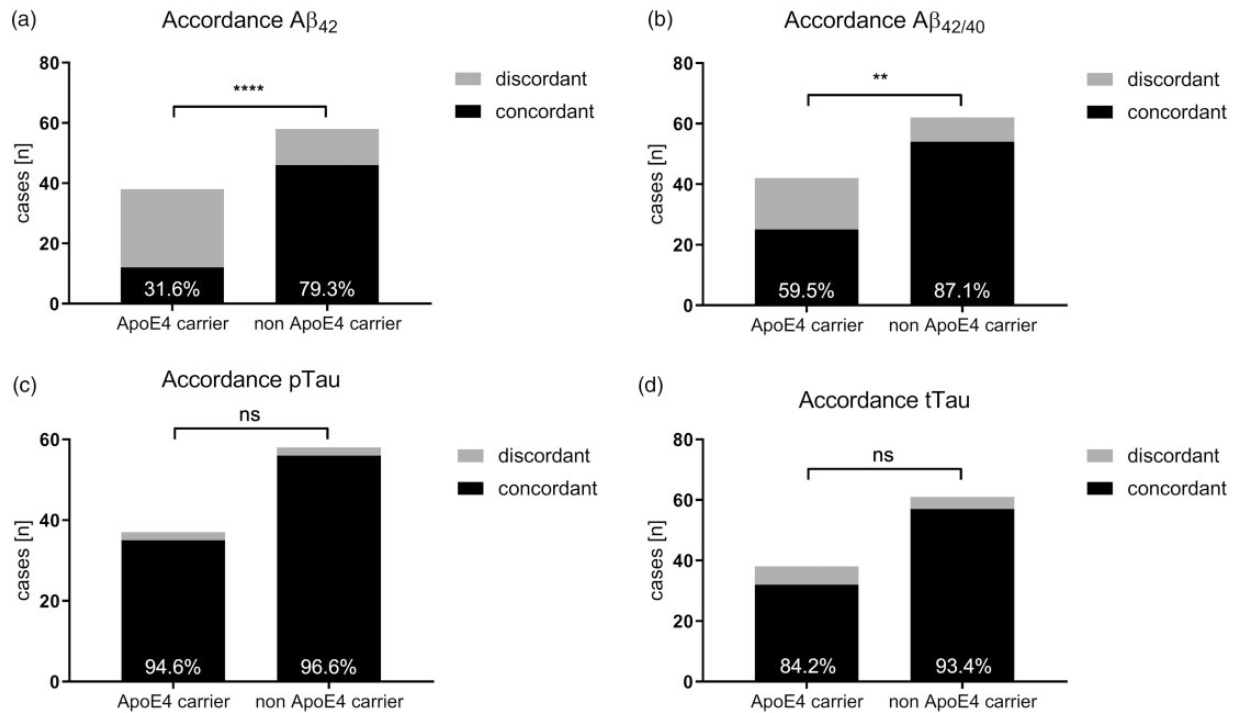 (a)
Accordance Aβ42
discordant
concordant
****
80
60
40
20
0
cases [n]
31.6%
79.3%
ApoE4 carrier
non ApoE4 carrier
(b)
Accordance Aβ42/40
discordant
concordant
**
80
60
40
20
0
cases [n]
59.5%
87.1%
ApoE4 carrier
non ApoE4 carrier
(c)
Accordance pTau
ns
discordant
concordant
60
40
20
0
cases [n]
94.6%
96.6%
ApoE4 carrier
non ApoE4 carrier
(d)
Accordance tTau
discordant
concordant
ns
80
60
40
20
0
cases [n]
84.2%
93.4%
ApoE4 carrier
non ApoE4 carrier